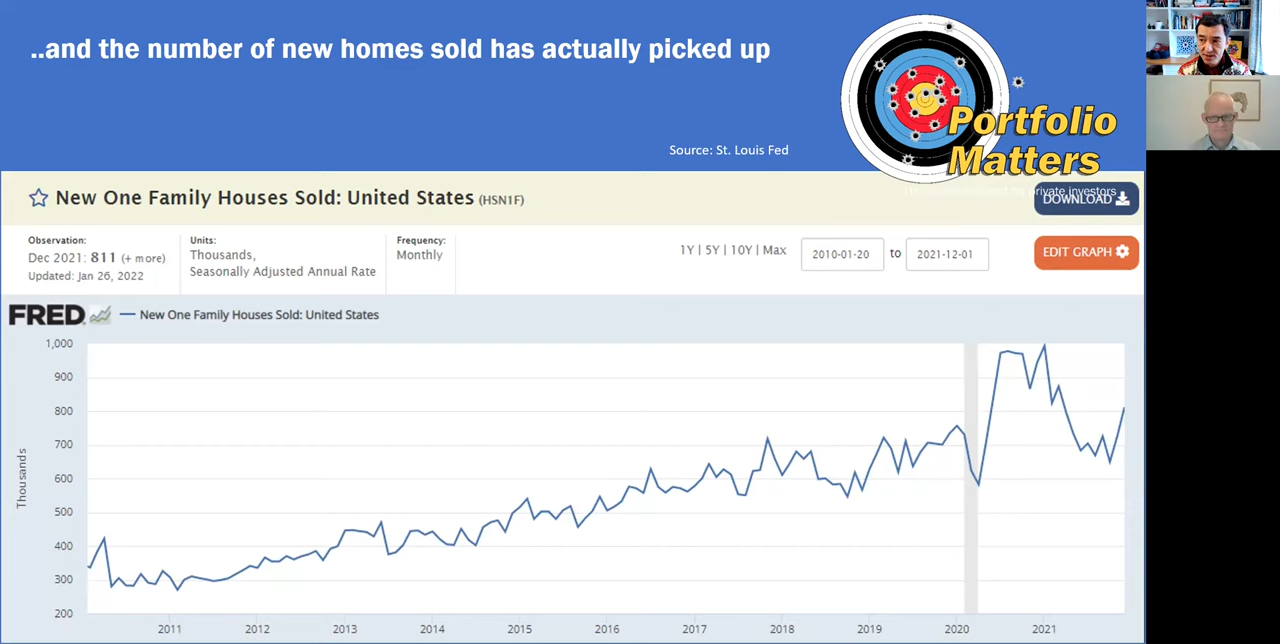 ..and the number of new homes sold has actually picked up
Portfolio
Matters
Source: St. Louis Fed
private investors
New One Family Houses Sold: United States (HSN1F)
DOWNLOAD
Observation:
Dec 2021: 811 (+ more)
Updated: Jan 26, 2022
Units:
Thousands,
Seasonally Adjusted Annual Rate
Frequency:
Monthly
1Y | 5Y | 10Y | Max
2010-01-20 to 2021-12-01
EDIT GRAPH
FRED
New One Family Houses Sold: United States
1,000
900
800
700
600
500
400
300
200
Thousands
2011 2012 2013 2014 2015 2016 2017 2018 2019 2020 2021